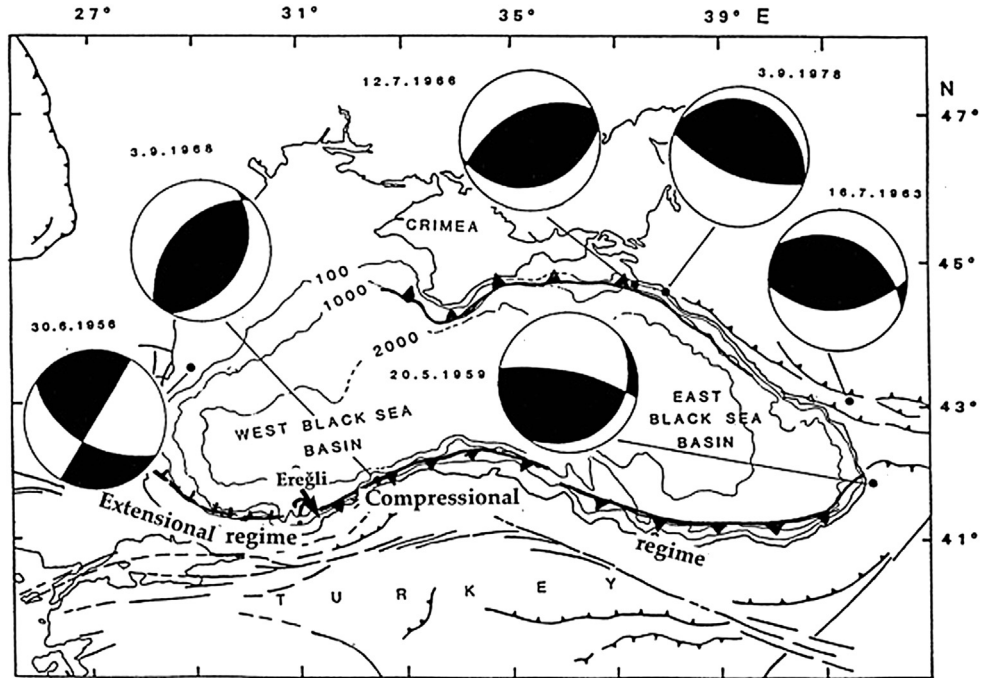 27° 31° 35° 39° E
N
47°
45°
43°
41°
12.7.1966
3.9.1978
3.9.1968
16.7.1963
CRIMEA
100
1000
2000
30.6.1956
20.5.1959
WEST BLACK SEA
BASIN
EAST
BLACK SEA
BASIN
Ereğli
?
Extensional regime
Compressional
regime
TURKEY